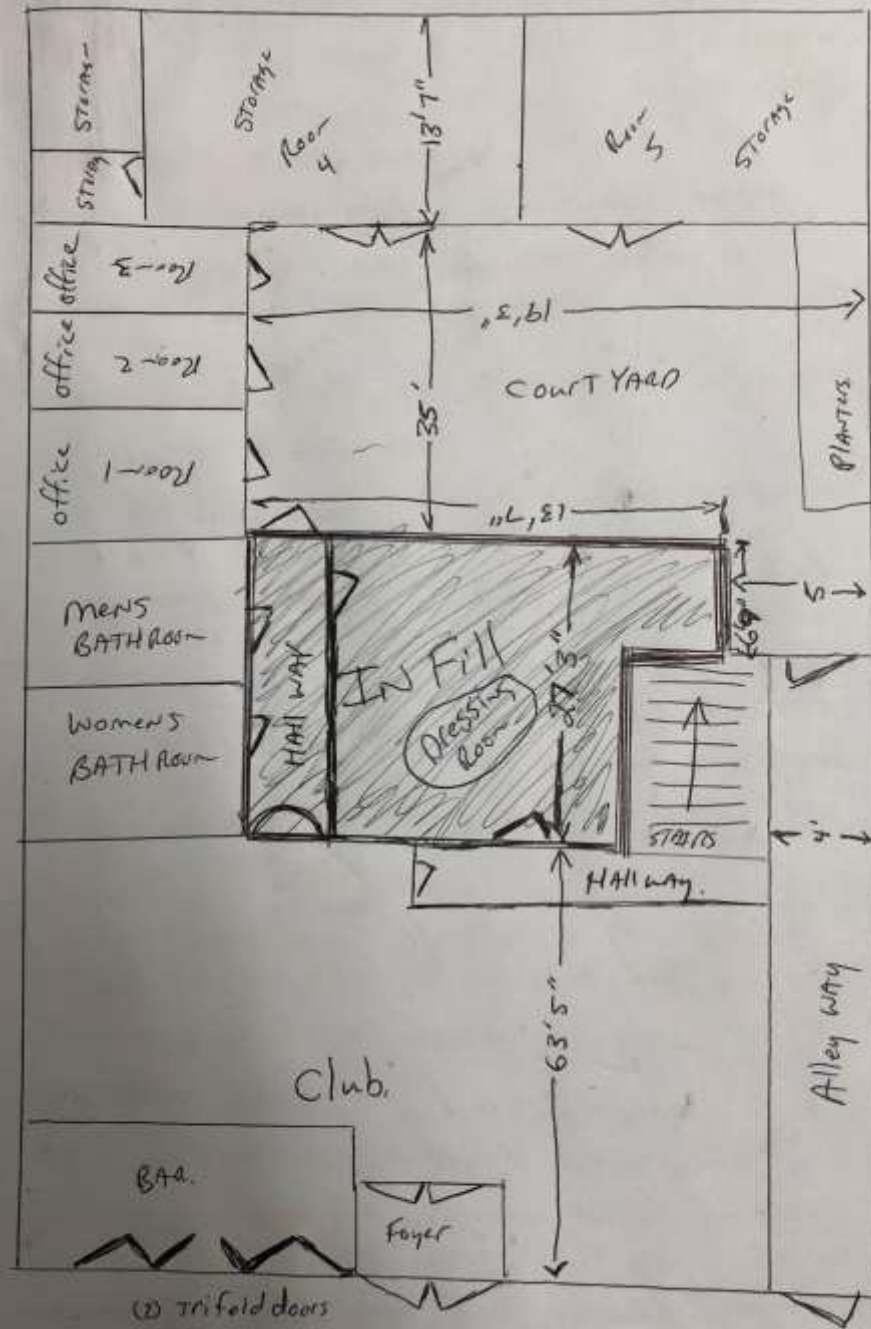 STORAGE
STORAGE
Room
4
13'7"
Room
5
STORAGE
office
Room-3
19'3"
office
Room-2
COURTYARD
35'
PLANTERS
office
Room-1
13'7"
5
MENS
BATHROOM
HAllWAY
IN Fill
Dressing
Room
WOMENS
BATHROOM
STAIRS
4'
HAllWAY.
63'5"
Alley WAY
Club.
BAR.
Foyer
(2) Trifold doors